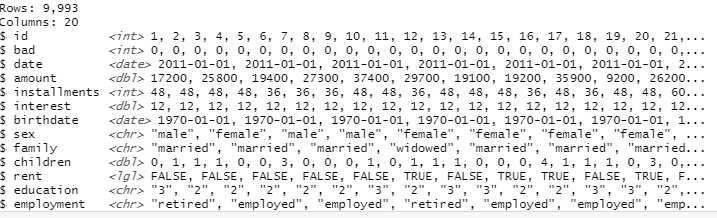 Rows: 9,993
Columns: 20
$ id <int> 1, 2, 3, 4, 5, 6, 7, 8, 9, 10, 11, 12, 13, 14, 15, 16, 17, 18, 19, 20, 21,...
$ bad <int> 0, 0, 0, 0, 0, 0, 0, 0, 0, 0, 0, 0, 0, 0, 0, 0, 0, 0, 0, 0, 0,...
$ date <date> 2011-01-01, 2011-01-01, 2011-01-01, 2011-01-01, 2011-01-01, 2...
$ amount <dbl> 17200, 25800, 19400, 27300, 37400, 29700, 19100, 19200, 35900, 9200, 26200...
$ installments <int> 48, 48, 48, 48, 36, 36, 36, 48, 48, 36, 48, 48, 48, 36, 48, 36, 48, 48, 60...
$ interest <dbl> 12, 12, 12, 12, 12, 12, 12, 12, 12, 12, 12, 12, 12, 12, 12, 12, 12, 12, 12...
$ birthdate <date> 1970-01-01, 1970-01-01, 1970-01-01, 1970-01-01, 1970-01-01, 1...
$ sex <chr> "male", "female", "male", "male", "female", "female", "female", "female", ...
$ family <chr> "married", "married", "married", "widowed", "married", "married", "married...
$ children <dbl> 0, 1, 1, 1, 0, 0, 3, 0, 0, 0, 1, 0, 1, 1, 1, 0, 0, 0, 4, 1, 1, 1, 0, 3, 0,...
$ rent <lgl> FALSE, FALSE, FALSE, FALSE, FALSE, TRUE, FALSE, TRUE, TRUE, FALSE, TRUE, F...
$ education <chr> "3", "2", "2", "2", "2", "2", "3", "2", "3", "3", "2", "2", "3", "3", "2",...
$ employment <chr> "retired", "employed", "employed", "retired", "employed", "employed", "emp...